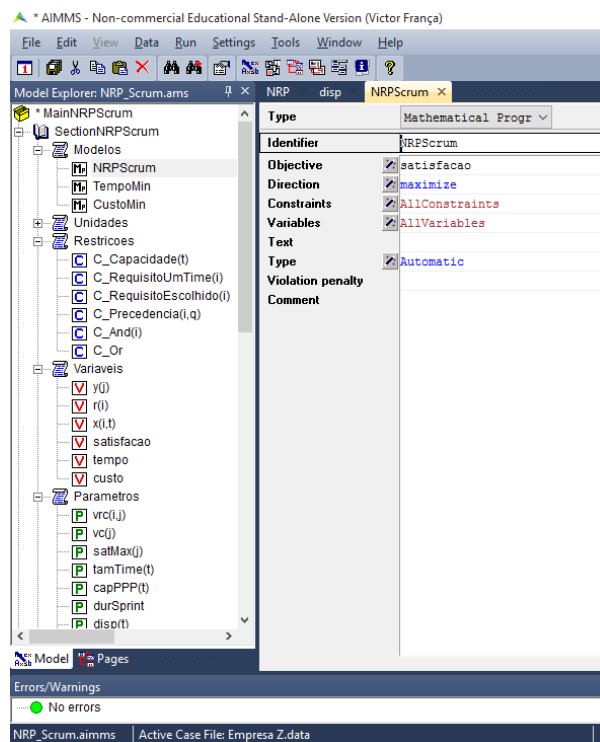 * AIMMS - Non-commercial Educational Stand-Alone Version (Victor França)
File Edit View Data Run Settings Tools Window Help
Model Explorer: NRP_Scrum.ams
* MainNRPScrum
SectionNRPScrum
Modelos
NRPScrum
TempoMin
CustoMin
Unidades
Restricoes
C_Capacidade(t)
C_RequisitoUmTime(i)
C_RequisitoEscolhido(i)
C_Precedencia(i,q)
C_And(i)
C_Or
Variaveis
y(j)
r(i)
x(i,t)
satisfacao
tempo
custo
Parametros
vrc(i,j)
vc(j)
satMax(j)
tamTime(t)
capPPP(t)
durSprint
disp(t)
Model Pages
NRP disp NRPScrum
Type Mathematical Progr
Identifier NRPScrum
Objective satisfacao
Direction maximize
Constraints AllConstraints
Variables AllVariables
Text
Type Automatic
Violation penalty
Comment
Errors/Warnings
No errors
NRP_Scrum.aimms Active Case File: Empresa Z.data